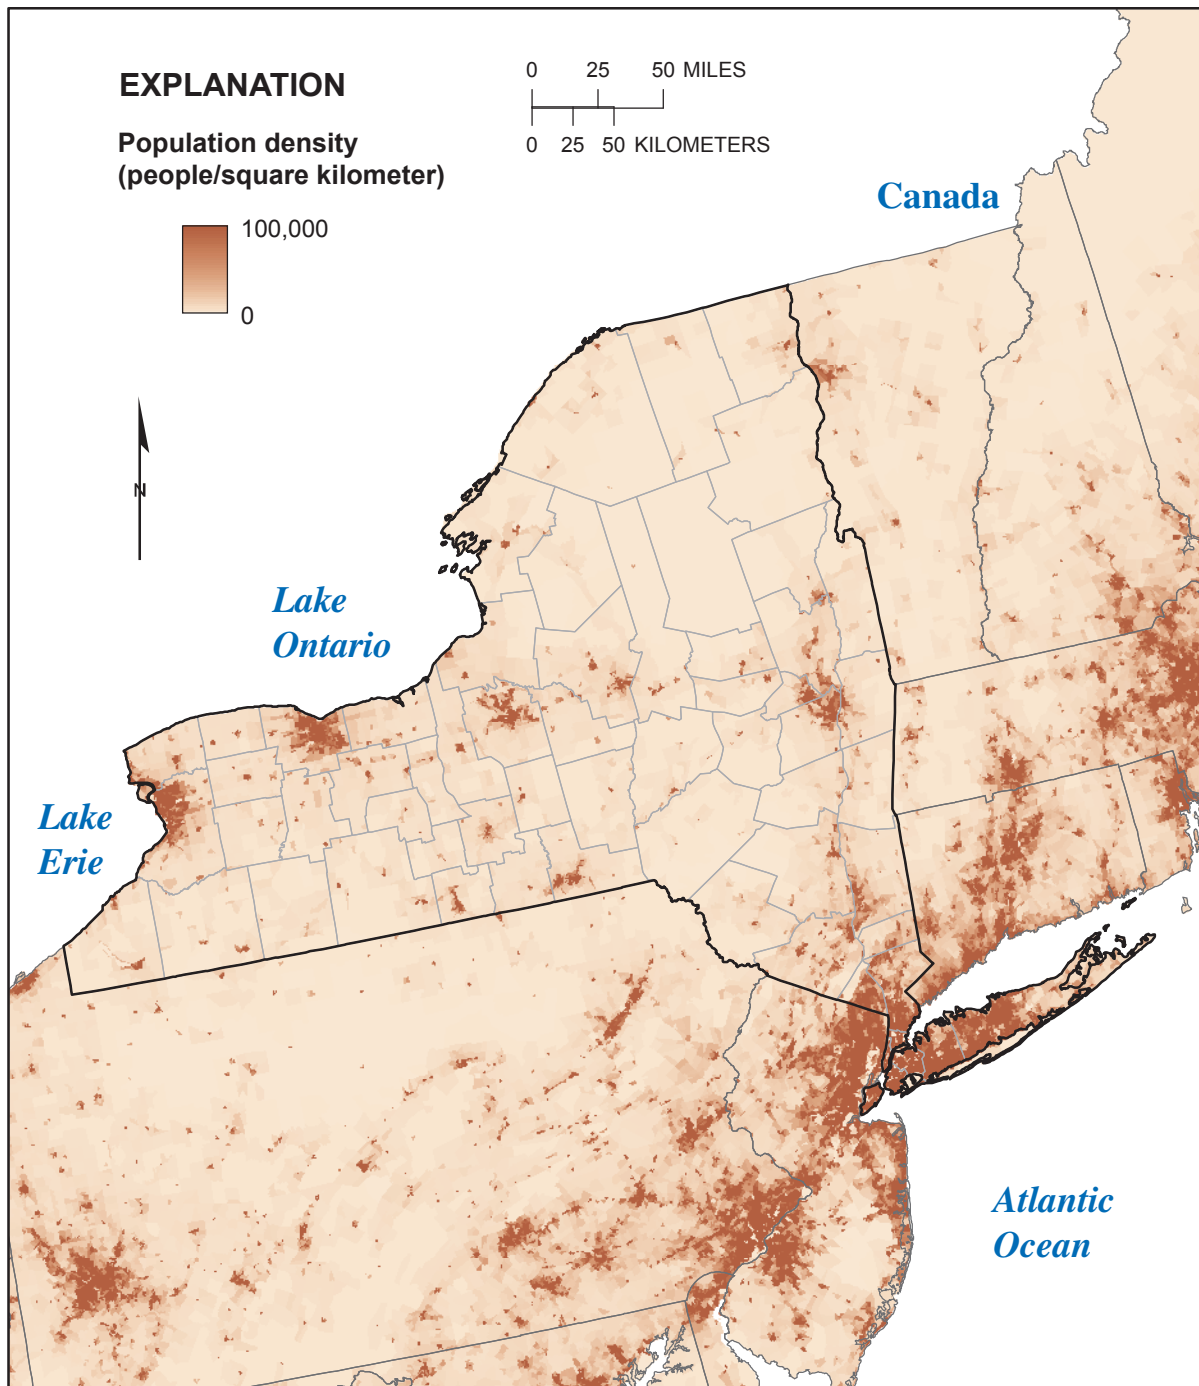 EXPLANATION
Population density
(people/square kilometer)
100,000
0
0 25 50 MILES
0 25 50 KILOMETERS
Canada
N
Lake
Ontario
Lake
Erie
Atlantic
Ocean